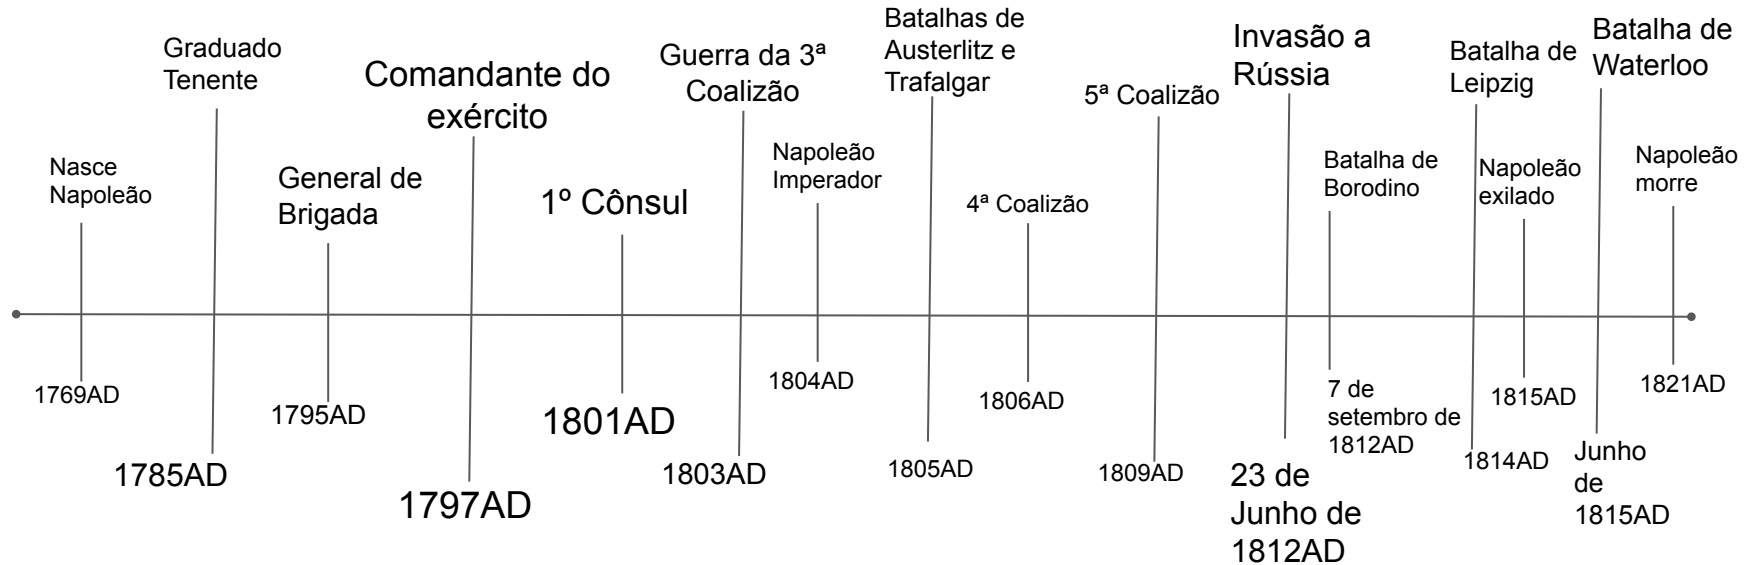 Nasce
Napoleão
1769AD
Graduado
Tenente
1785AD
General de
Brigada
1795AD
Comandante do
exército
1797AD
1º Cônsul
1801AD
Guerra da 3ª
Coalizão
1803AD
Napoleão
Imperador
1804AD
Batalhas de
Austerlitz e
Trafalgar
1805AD
4ª Coalizão
1806AD
5ª Coalizão
1809AD
Invasão a
Rússia
23 de
Junho de
1812AD
Batalha de
Borodino
7 de
setembro de
1812AD
Batalha de
Leipzig
1814AD
Napoleão
exilado
1815AD
Batalha de
Waterloo
Junho
de
1815AD
Napoleão
morre
1821AD